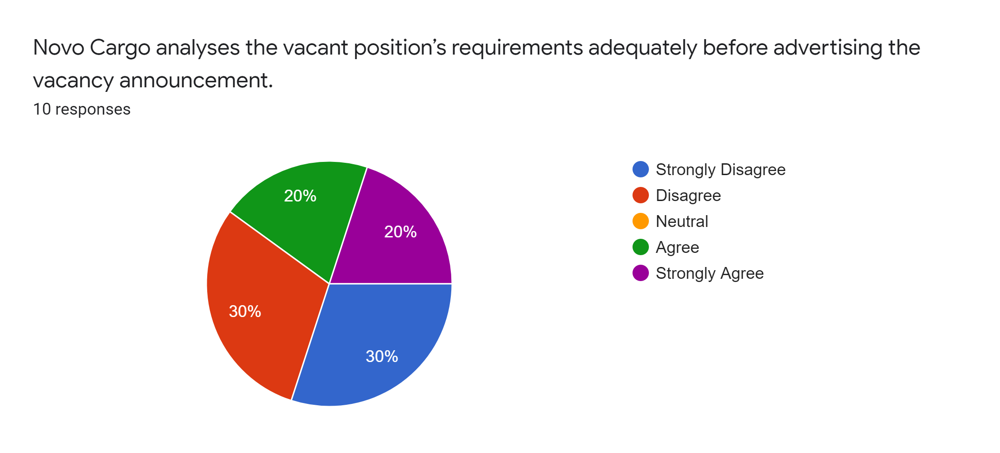 Novo Cargo analyses the vacant position’s requirements adequately before advertising the
vacancy announcement.
10 responses
20%
20%
30%
30%
Strongly Disagree
Disagree
Neutral
Agree
Strongly Agree